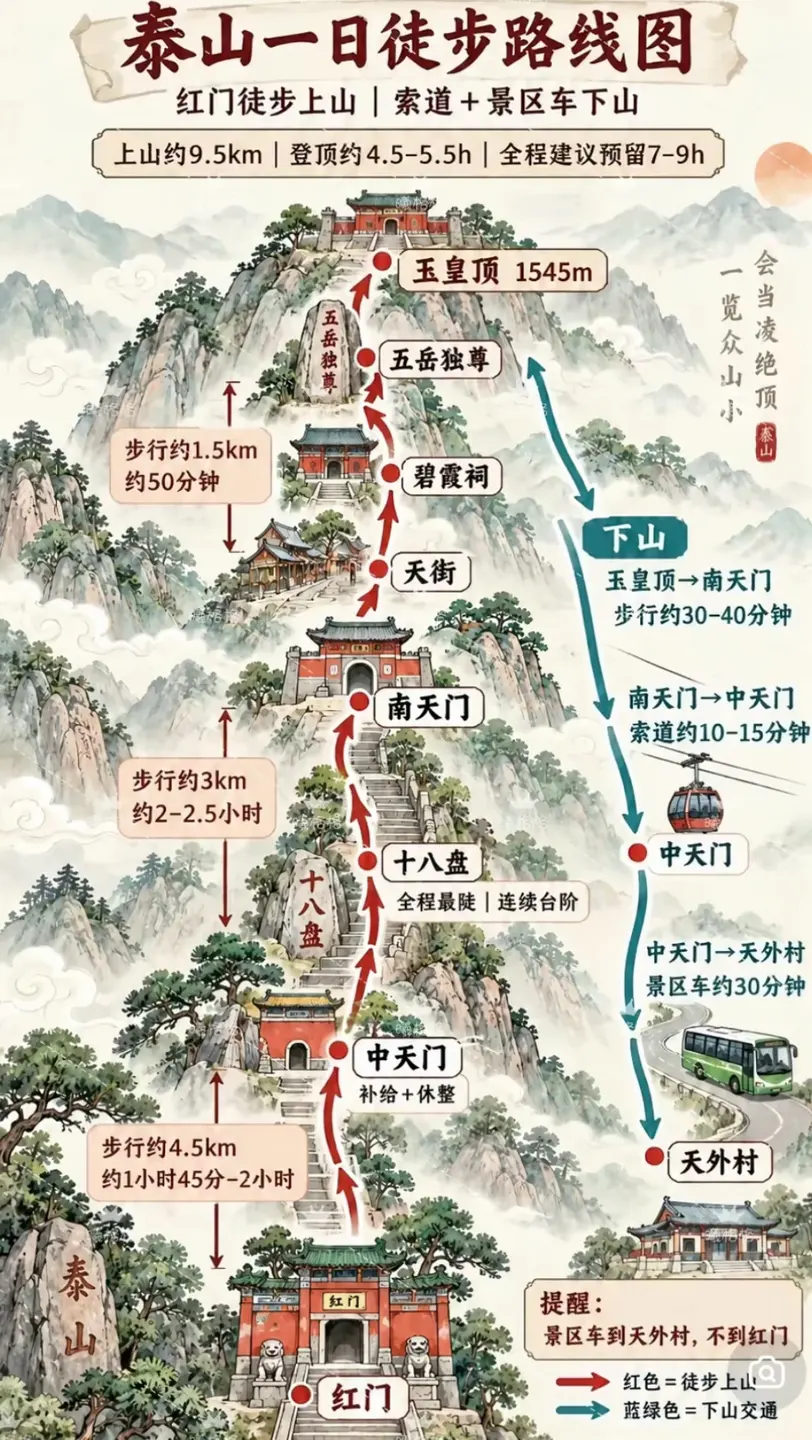 泰山一日徒步路线图
红门徒步上山 | 索道+景区车下山
上山约9.5km | 登顶约4.5-5.5h | 全程建议预留7-9h
玉皇顶 1545m
会当凌绝顶
一览众山小
泰山
五岳独尊
五岳独尊
步行约1.5km
约50分钟
碧霞祠
天街
下山
玉皇顶→南天门
步行约30-40分钟
南天门
南天门→中天门
索道约10-15分钟
步行约3km
约2-2.5小时
中天门
十八盘
十八盘
全程最陡 | 连续台阶
中天门→天外村
景区车约30分钟
中天门
补给+休整
步行约4.5km
约1小时45分-2小时
天外村
泰山
红门
红门
提醒：
景区车到天外村, 不到红门
红色=徒步上山
蓝绿色=下山交通